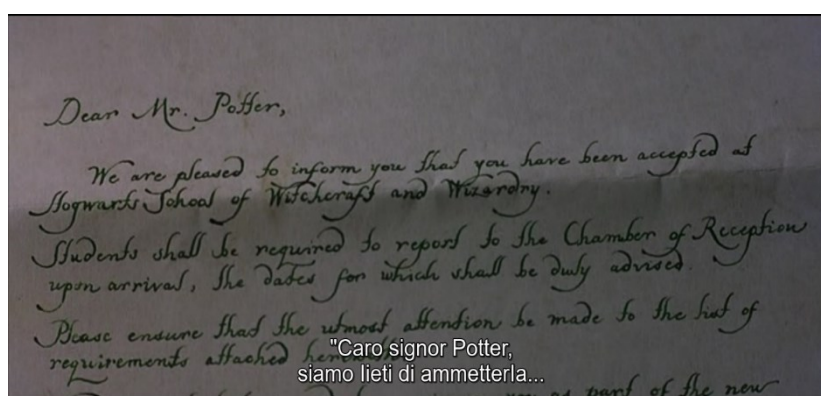 Dear Mr. Potter,
We are pleased to inform you that you have been accepted at
Hogwarts School of Witchcraft and Wizardry.
Students shall be required to report to the Chamber of Reception
upon arrival, the dates for which shall be duly advised.
Please ensure that the utmost attention be made to the list of
requirements attached
"Caro signor Potter,
siamo lieti di ammetterla...
as part of the new